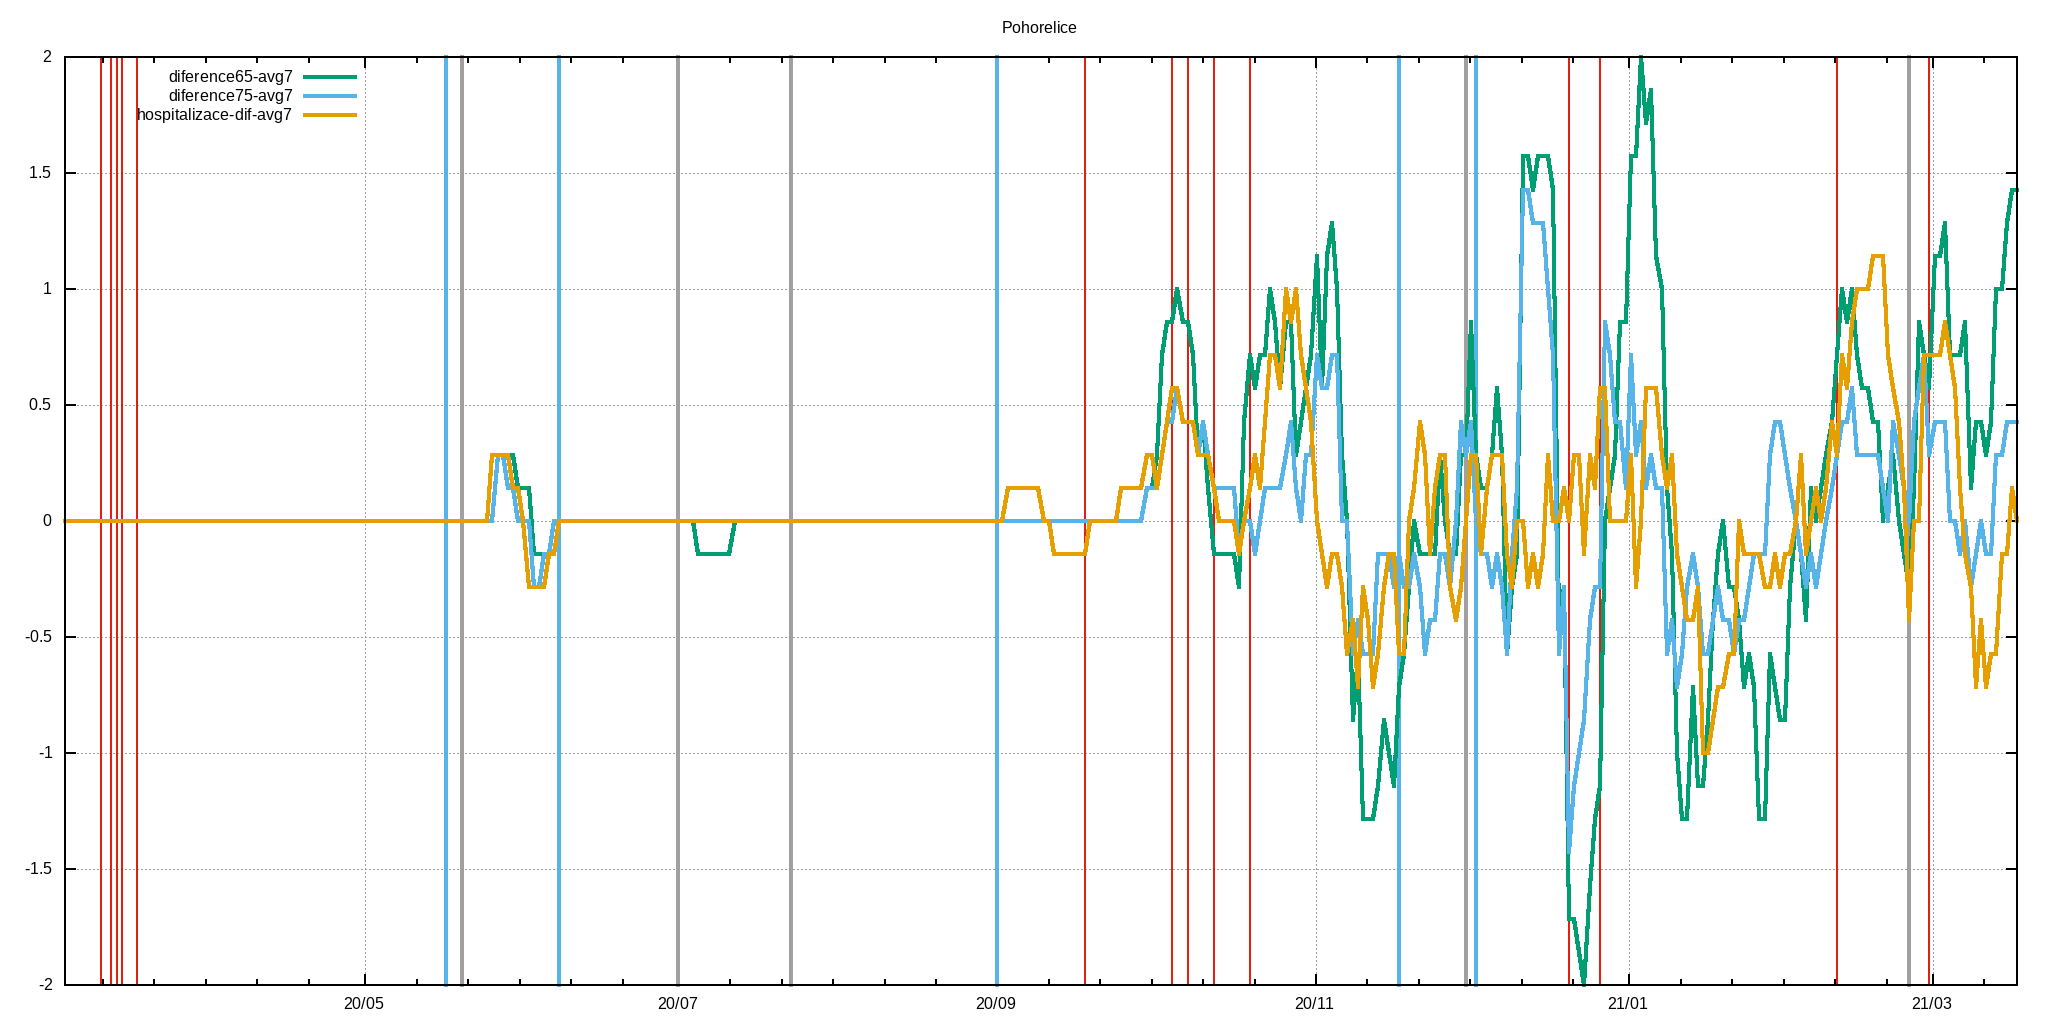 Pohorelice
diference65-avg7
diference75-avg7
hospitalizace-dif-avg7
2
1.5
1
0.5
0
-0.5
-1
-1.5
-2
20/05 20/07 20/09 20/11 21/01 21/03